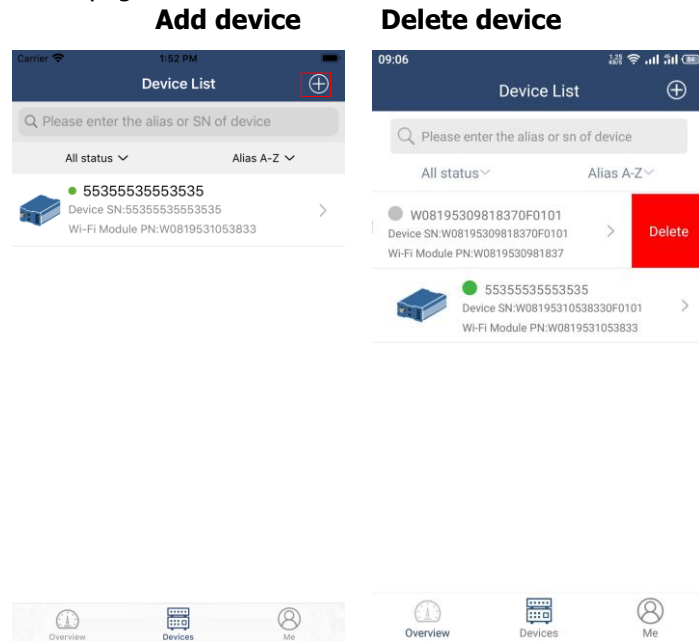 Add device
Delete device
Carrier
1:52 PM
Device List
Please enter the alias or SN of device
All status
Alias A-Z
55355535553535
Device SN:55355535553535
Wi-Fi Module PN:W0819531053833
Overview
Devices
Me
09:06
Device List
Please enter the alias or sn of device
All status
Alias A-Z
W08195309818370F0101
Device SN:W08195309818370F0101
Wi-Fi Module PN:W0819530981837
Delete
55355535553535
Device SN:W08195310538330F0101
Wi-Fi Module PN:W0819531053833
Overview
Devices
Me